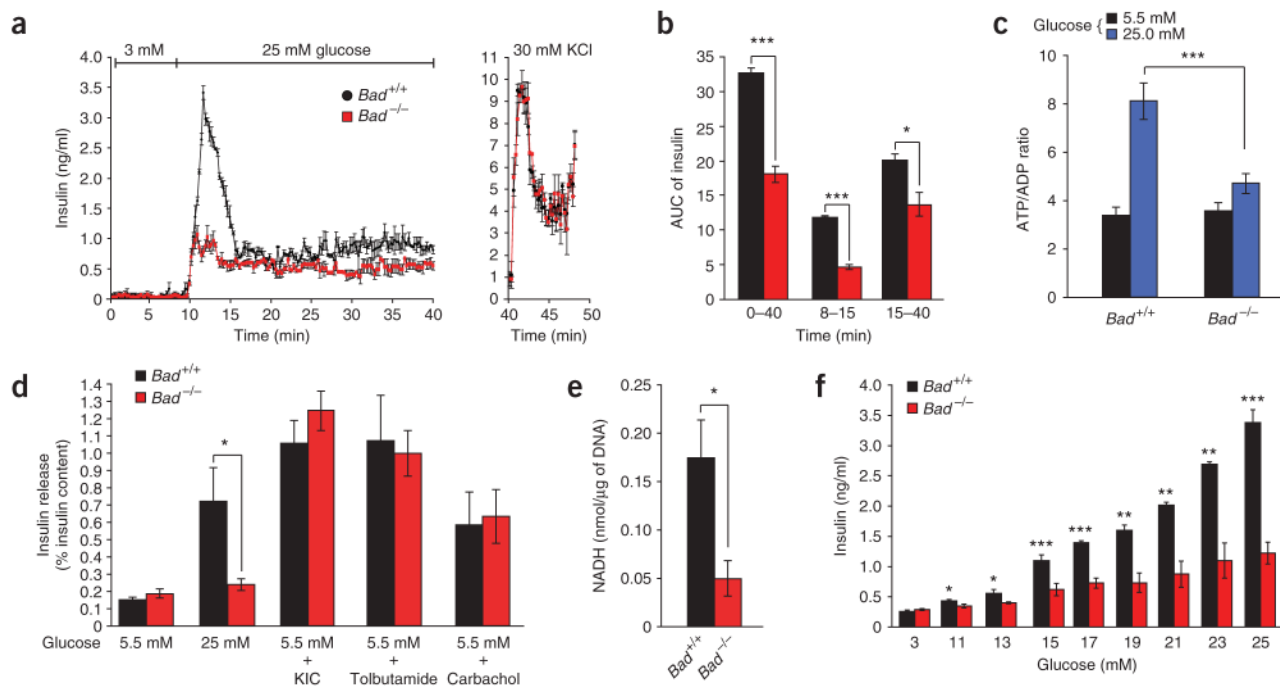 a
3 mM
25 mM glucose
30 mM KCl
Insulin (ng/ml)
4.0
3.5
3.0
2.5
2.0
1.5
1.0
0.5
0
Bad+/+
Bad–/–
0
5
10
15
20
25
30
35
40
Time (min)
11
10
9
8
7
6
5
4
3
2
1
0
40
45
50
Time (min)
b
AUC of insulin
35
30
25
20
15
10
5
0
***
***
*
0–40
8–15
15–40
Time (min)
c
Glucose {
5.5 mM
25.0 mM
***
ATP/ADP ratio
10
8
6
4
2
0
Bad+/+
Bad–/–
d
Bad+/+
Bad–/–
Insulin release
(% insulin content)
1.4
1.3
1.2
1.1
1.0
0.9
0.8
0.7
0.6
0.5
0.4
0.3
0.2
0.1
0
*
Glucose 5.5 mM 25 mM 5.5 mM 5.5 mM 5.5 mM
+ + +
KIC Tolbutamide Carbachol
e
NADH (nmol/μg of DNA)
0.25
0.20
0.15
0.10
0.05
0
*
Bad+/+
Bad–/–
f
Bad+/+
Bad–/–
Insulin (ng/ml)
4.0
3.5
3.0
2.5
2.0
1.5
1.0
0.5
0
*
*
***
***
**
**
**
***
3
11
13
15
17
19
21
23
25
Glucose (mM)